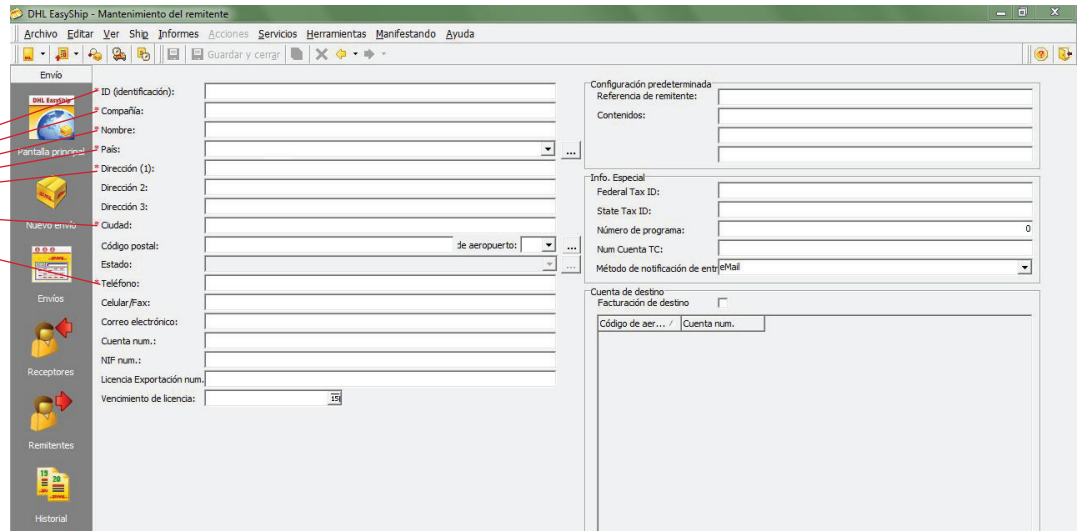 DHL EasyShip - Mantenimiento del remitente
Archivo Editar Ver Ship Informes Acciones Servicios Herramientas Manifestando Ayuda
Guardar y cerrar
Envío
DHL EasyShip
Pantalla principal
Nuevo envío
Envíos
Receptores
Remitentes
19 20
Historial
* ID (identificación):
* Compañía:
* Nombre:
* País:
...
* Dirección (1):
Dirección 2:
Dirección 3:
* Ciudad:
Código postal:
de aeropuerto:
...
Estado:
...
* Teléfono:
Celular/Fax:
Correo electrónico:
Cuenta num.:
NIF num.:
Licencia Exportación num.
Vencimiento de licencia:
15
Configuración predeterminada
Referencia de remitente:
Contenidos:
Info. Especial
Federal Tax ID:
State Tax ID:
Número de programa: 0
Num Cuenta TC:
Método de notificación de entr eMail
Cuenta de destino
Facturación de destino
Código de aer... / Cuenta num.